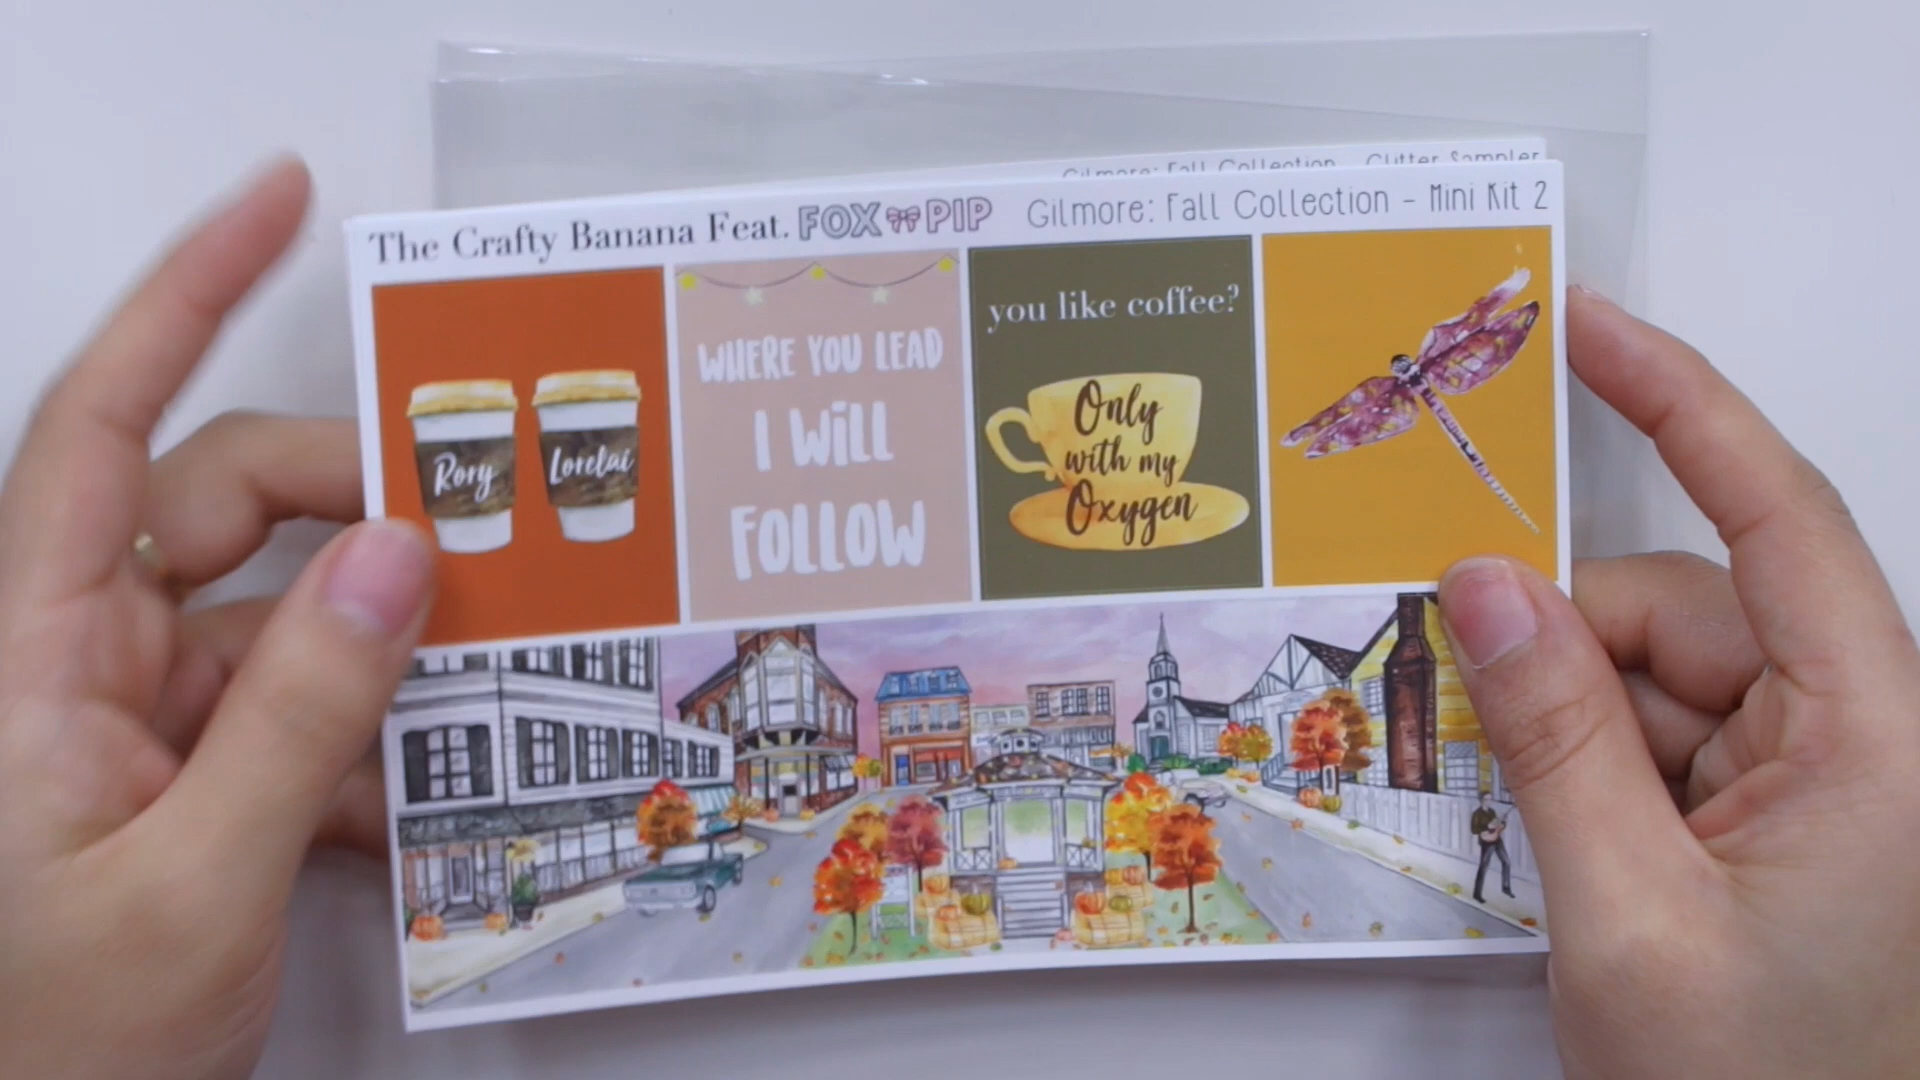 Gilmore: Fall Collection - Glitter Sampler
The Crafty Banana Feat. FOX PIP
Gilmore: Fall Collection - Mini Kit 2
Rory
Lorelai
WHERE YOU LEAD
I WiLL
FOLLOW
you like coffee?
Only
with my
Oxygen